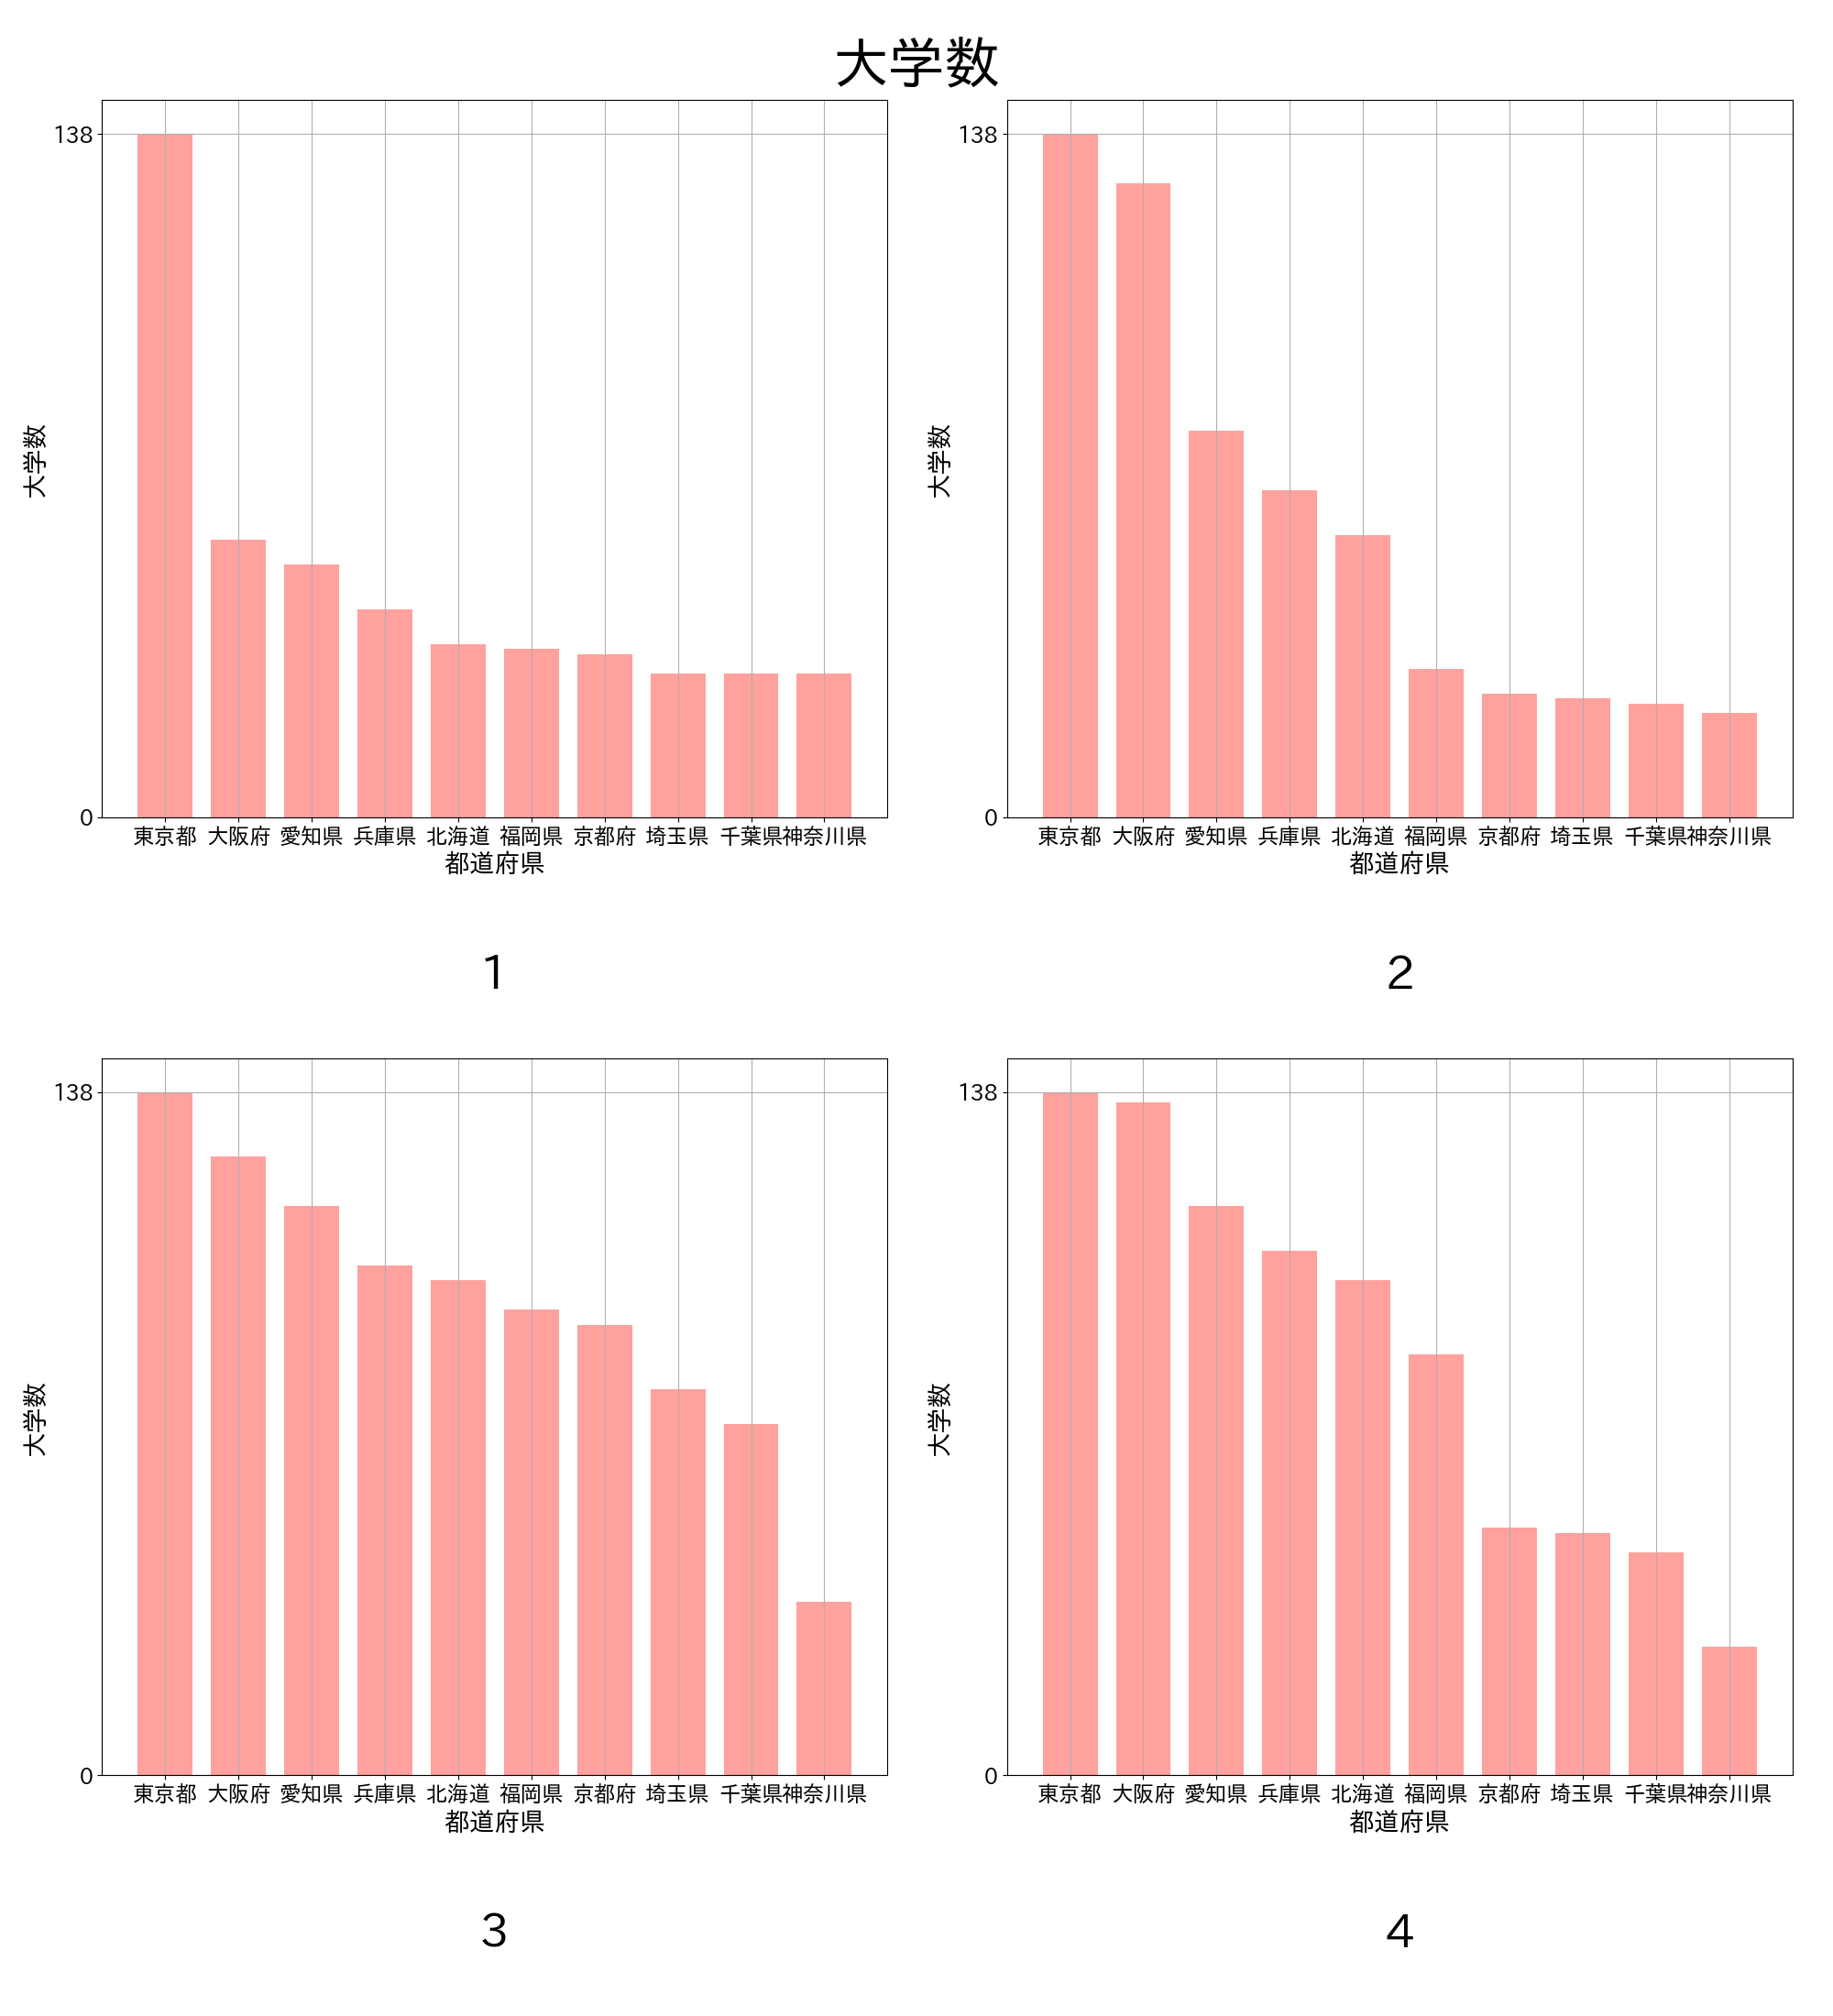 大学数
138
0
大学数
東京都 大阪府 愛知県 兵庫県 北海道 福岡県 京都府 埼玉県 千葉県 神奈川県
都道府県
1
138
0
大学数
東京都 大阪府 愛知県 兵庫県 北海道 福岡県 京都府 埼玉県 千葉県 神奈川県
都道府県
2
138
0
大学数
東京都 大阪府 愛知県 兵庫県 北海道 福岡県 京都府 埼玉県 千葉県 神奈川県
都道府県
3
138
0
大学数
東京都 大阪府 愛知県 兵庫県 北海道 福岡県 京都府 埼玉県 千葉県 神奈川県
都道府県
4